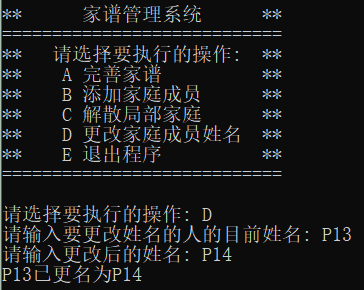 **      家谱管理系统      **
============================
**   请选择要执行的操作:  **
**    A 完善家谱          **
**    B 添加家庭成员      **
**    C 解散局部家庭      **
**    D 更改家庭成员姓名  **
**    E 退出程序          **
============================
请选择要执行的操作: D
请输入要更改姓名的人的目前姓名: P13
请输入更改后的姓名: P14
P13已更名为P14